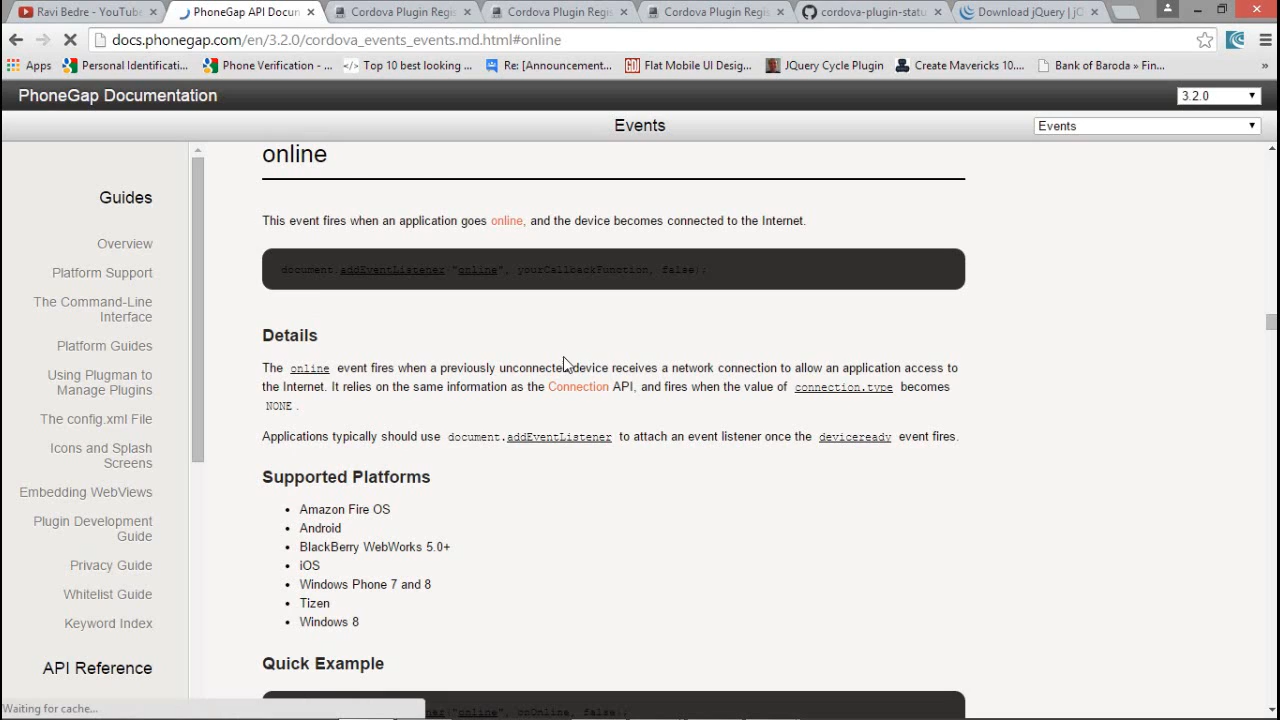 Ravi Bedre - YouTube
PhoneGap API Docun
Cordova Plugin Regis
Cordova Plugin Regis
Cordova Plugin Regis
cordova-plugin-statu
Download jQuery | jQ
docs.phonegap.com/en/3.2.0/cordova_events_events.md.html#online
Apps
Personal Identificati...
Phone Verification - ...
Top 10 best looking ...
Re: [Announcement...
Flat Mobile UI Desig...
JQuery Cycle Plugin
Create Mavericks 10....
Bank of Baroda » Fin...
»
PhoneGap Documentation
3.2.0
Events
Events
Guides
Overview
Platform Support
The Command-Line
Interface
Platform Guides
Using Plugman to
Manage Plugins
The config.xml File
Icons and Splash
Screens
Embedding WebViews
Plugin Development
Guide
Privacy Guide
Whitelist Guide
Keyword Index
API Reference
online
This event fires when an application goes online, and the device becomes connected to the Internet.
document.addEventListener("online", yourCallbackFunction, false);
Details
The online event fires when a previously unconnected device receives a network connection to allow an application access to
the Internet. It relies on the same information as the Connection API, and fires when the value of connection.type becomes
NONE .
Applications typically should use document.addEventListener to attach an event listener once the deviceready event fires.
Supported Platforms
Amazon Fire OS
Android
BlackBerry WebWorks 5.0+
iOS
Windows Phone 7 and 8
Tizen
Windows 8
Quick Example
ner("online", onOnline, false);
Waiting for cache...